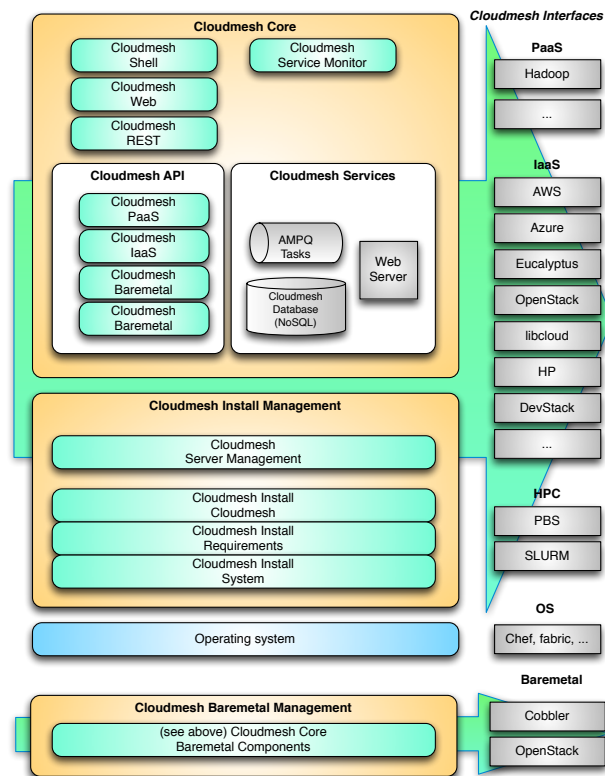 Cloudmesh Core
Cloudmesh
Shell
Cloudmesh
Service Monitor
Cloudmesh
Web
Cloudmesh
REST
Cloudmesh API
Cloudmesh
PaaS
Cloudmesh
IaaS
Cloudmesh
Baremetal
Cloudmesh
Baremetal
Cloudmesh Services
AMPQ
Tasks
Web
Server
Cloudmesh
Database
(NoSQL)
Cloudmesh Install Management
Cloudmesh
Server Management
Cloudmesh Install
Cloudmesh
Cloudmesh Install
Requirements
Cloudmesh Install
System
Operating system
Cloudmesh Baremetal Management
(see above) Cloudmesh Core
Baremetal Components
Cloudmesh Interfaces
PaaS
Hadoop
...
IaaS
AWS
Azure
Eucalyptus
OpenStack
libcloud
HP
DevStack
...
HPC
PBS
SLURM
OS
Chef, fabric, ...
Baremetal
Cobbler
OpenStack